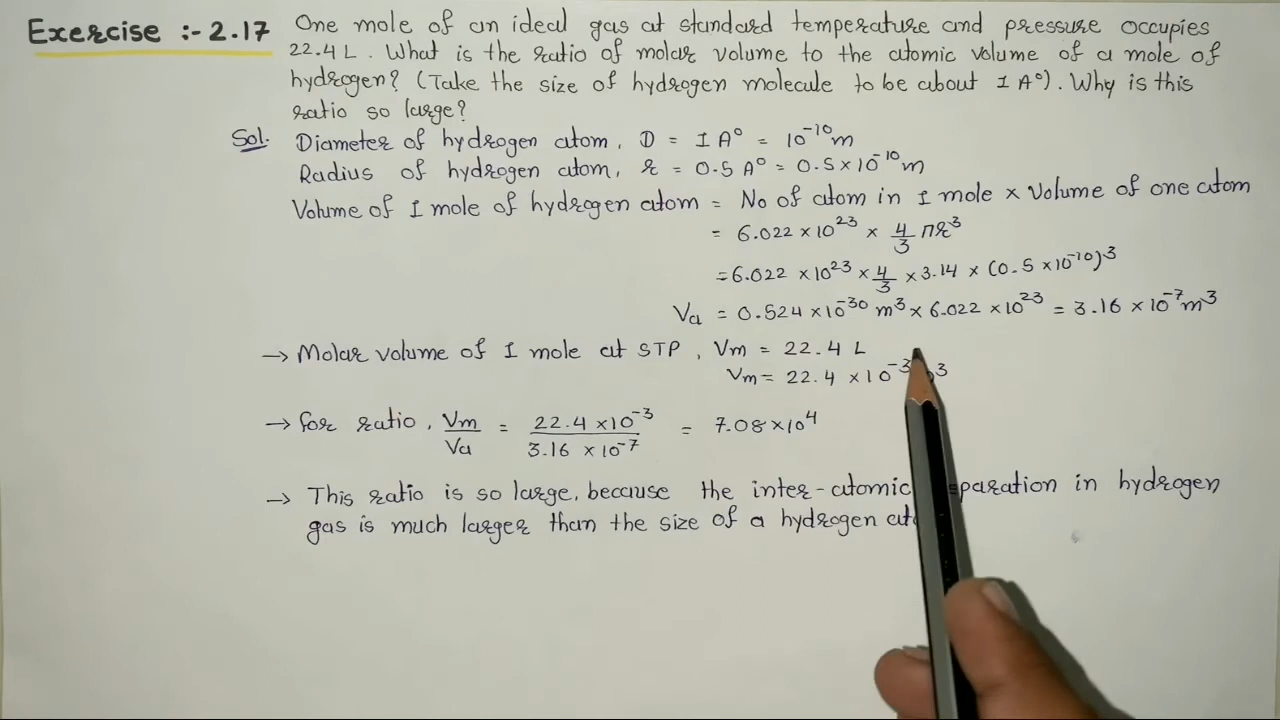 Exercise :- 2.17
One mole of an ideal gas at standard temperature and pressure occupies
22.4 L. What is the ratio of molar volume to the atomic volume of a mole of
hydrogen? (Take the size of hydrogen molecule to be about 1 A°). Why is this
ratio so large?
Sol. Diameter of hydrogen atom, D = 1 A° = 10⁻¹⁰ m
Radius of hydrogen atom, r = 0.5 A° = 0.5 × 10⁻¹⁰ m
Volume of 1 mole of hydrogen atom = No of atom in 1 mole × Volume of one atom
= 6.022 × 10²³ × 4/3 πr³
= 6.022 × 10²³ × 4/3 × 3.14 × (0.5 × 10⁻¹⁰)³
Va = 0.524 × 10⁻³⁰ m³ × 6.022 × 10²³ = 3.16 × 10⁻⁷ m³
→ Molar volume of 1 mole at STP, Vm = 22.4 L
Vm = 22.4 × 10⁻³ m³
→ for ratio, Vm/Va = 22.4 × 10⁻³ / 3.16 × 10⁻⁷ = 7.08 × 10⁴
→ This ratio is so large, because the inter-atomic in hydrogen
gas is much larger than the size of a hydrogen